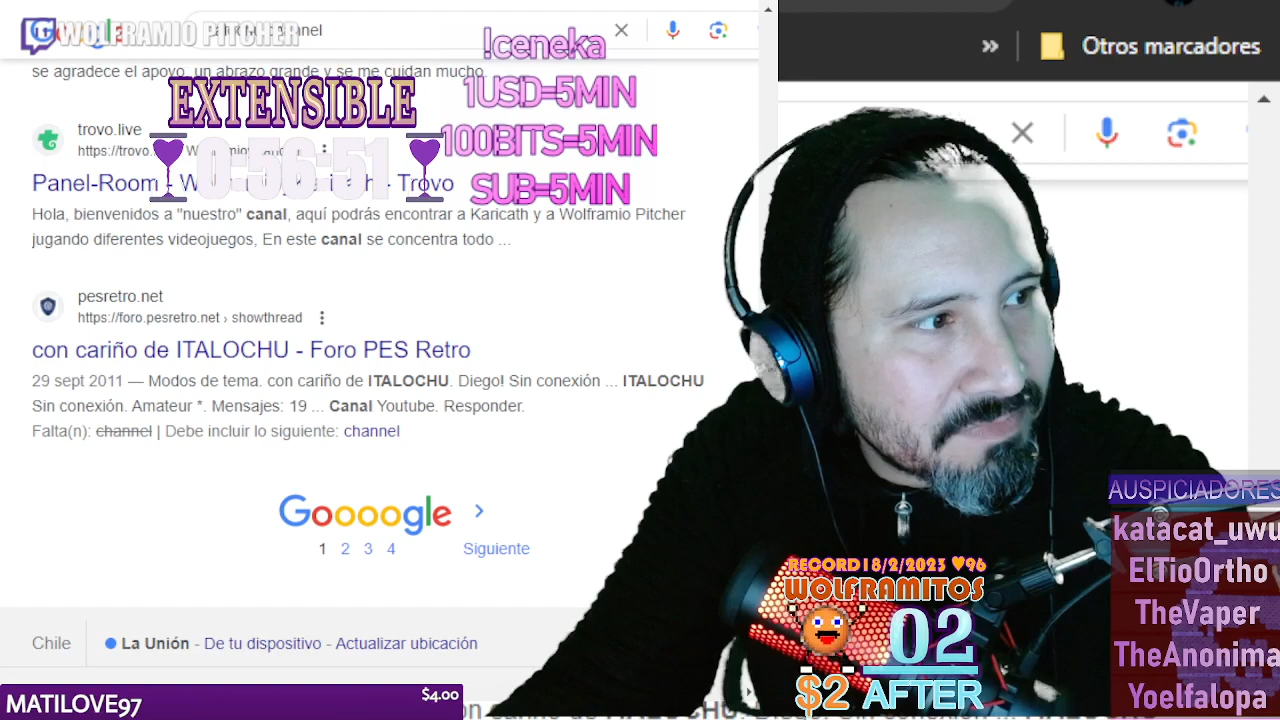 WOLFRAMIO PITCHER
se agradece el apoyo, un abrazo grande y se me cuidan mucho
EXTENSIBLE
0:56:51
!ceneka
1USD=5MIN
100BITS=5MIN
SUB=5MIN
»
Otros marcadores
trovo.live
https://trovo.
Panel-Room - Trovo
Hola, bienvenidos a "nuestro" canal, aquí podrás encontrar a Karicath y a Wolframio Pitcher
jugando diferentes videojuegos, En este canal se concentra todo ...
pesretro.net
https://foro.pesretro.net › showthread
con cariño de ITALOCHU - Foro PES Retro
29 sept 2011 — Modos de tema. con cariño de ITALOCHU. Diego! Sin conexión ... ITALOCHU
Sin conexión. Amateur *. Mensajes: 19 ... Canal Youtube. Responder.
Falta(n): channel | Debe incluir lo siguiente: channel
Goooogle >
1 2 3 4 Siguiente
Chile
La Unión - De tu dispositivo - Actualizar ubicación
MATILOVE97 $4.00
RECORD18/2/2023 ♥96
WOLFRAMITOS
02
$2 AFTER
AUSPICIADORES
katacat_uwu
ElTioOrtho
TheVaper
TheAnonima
Yoelfalopa